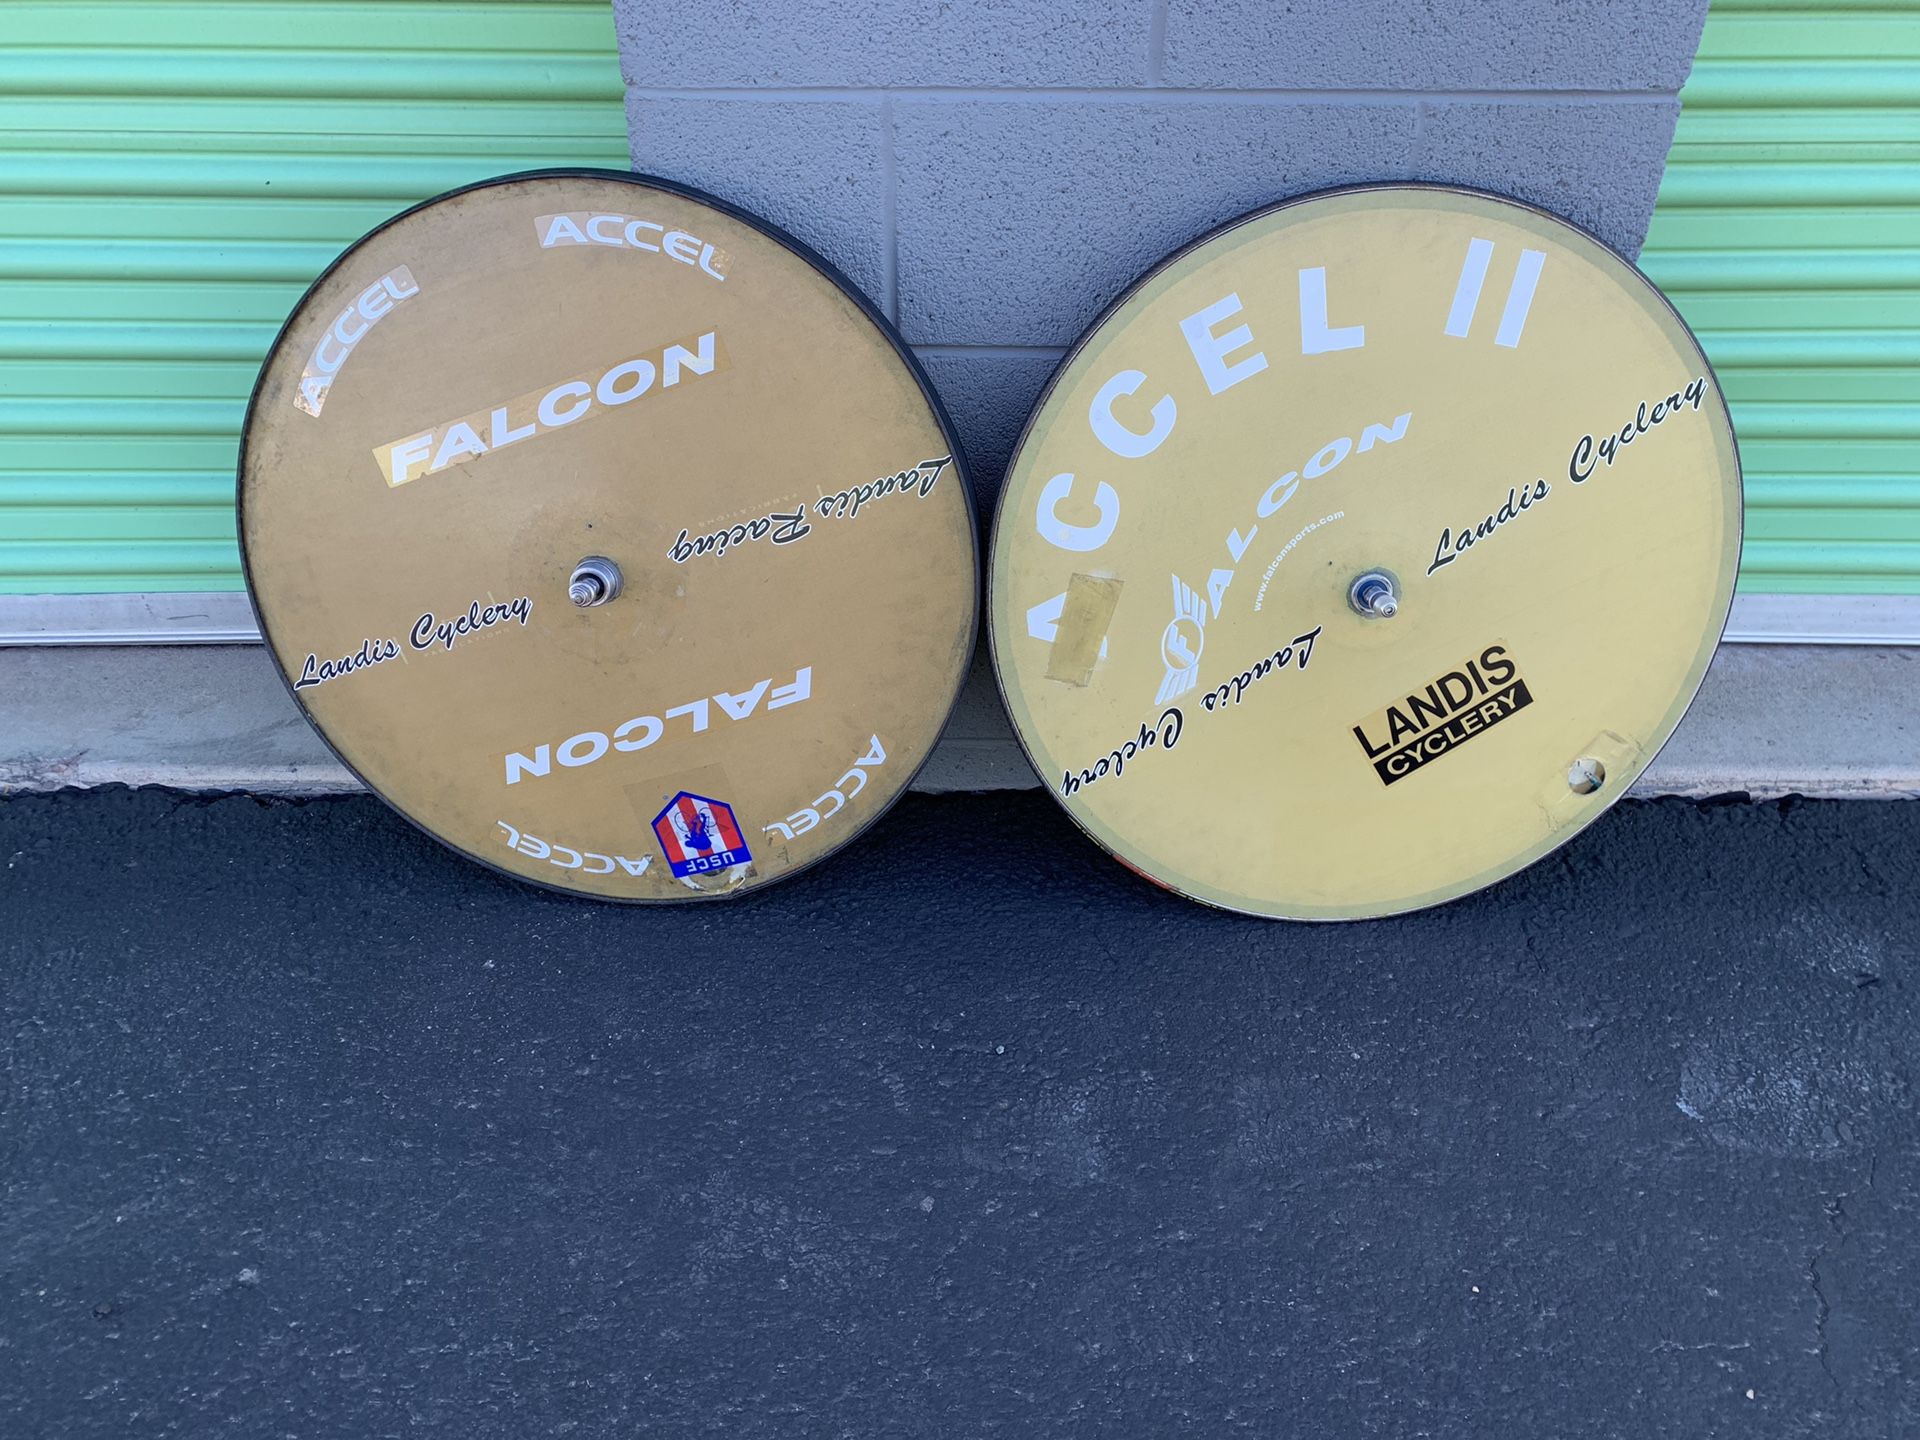 ACCEL
ACCEL
FALCON
Landis Racing
Landis Cyclery
FALCON
ACCEL
ACCEL
USCF
ACCEL II
FALCON
www.falconsports.com
F
Landis Cyclery
Landis Cyclery
LANDIS
CYCLERY